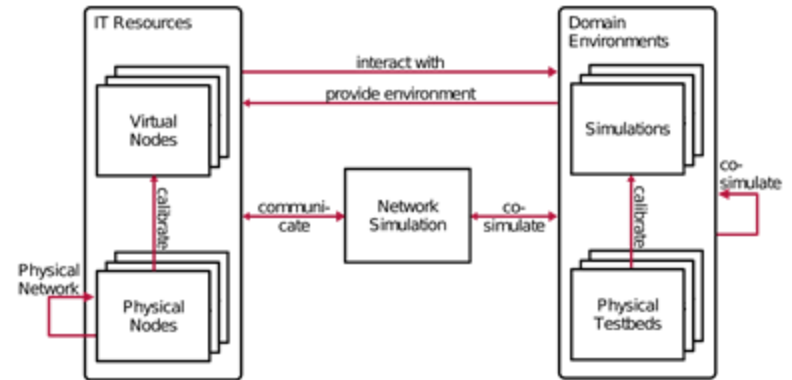 IT Resources
Domain
Environments
interact with
provide environment
Virtual
Nodes
Simulations
calibrate
communi-
cate
Network
Simulation
co-
simulate
calibrate
co-
simulate
Physical
Network
Physical
Nodes
Physical
Testbeds